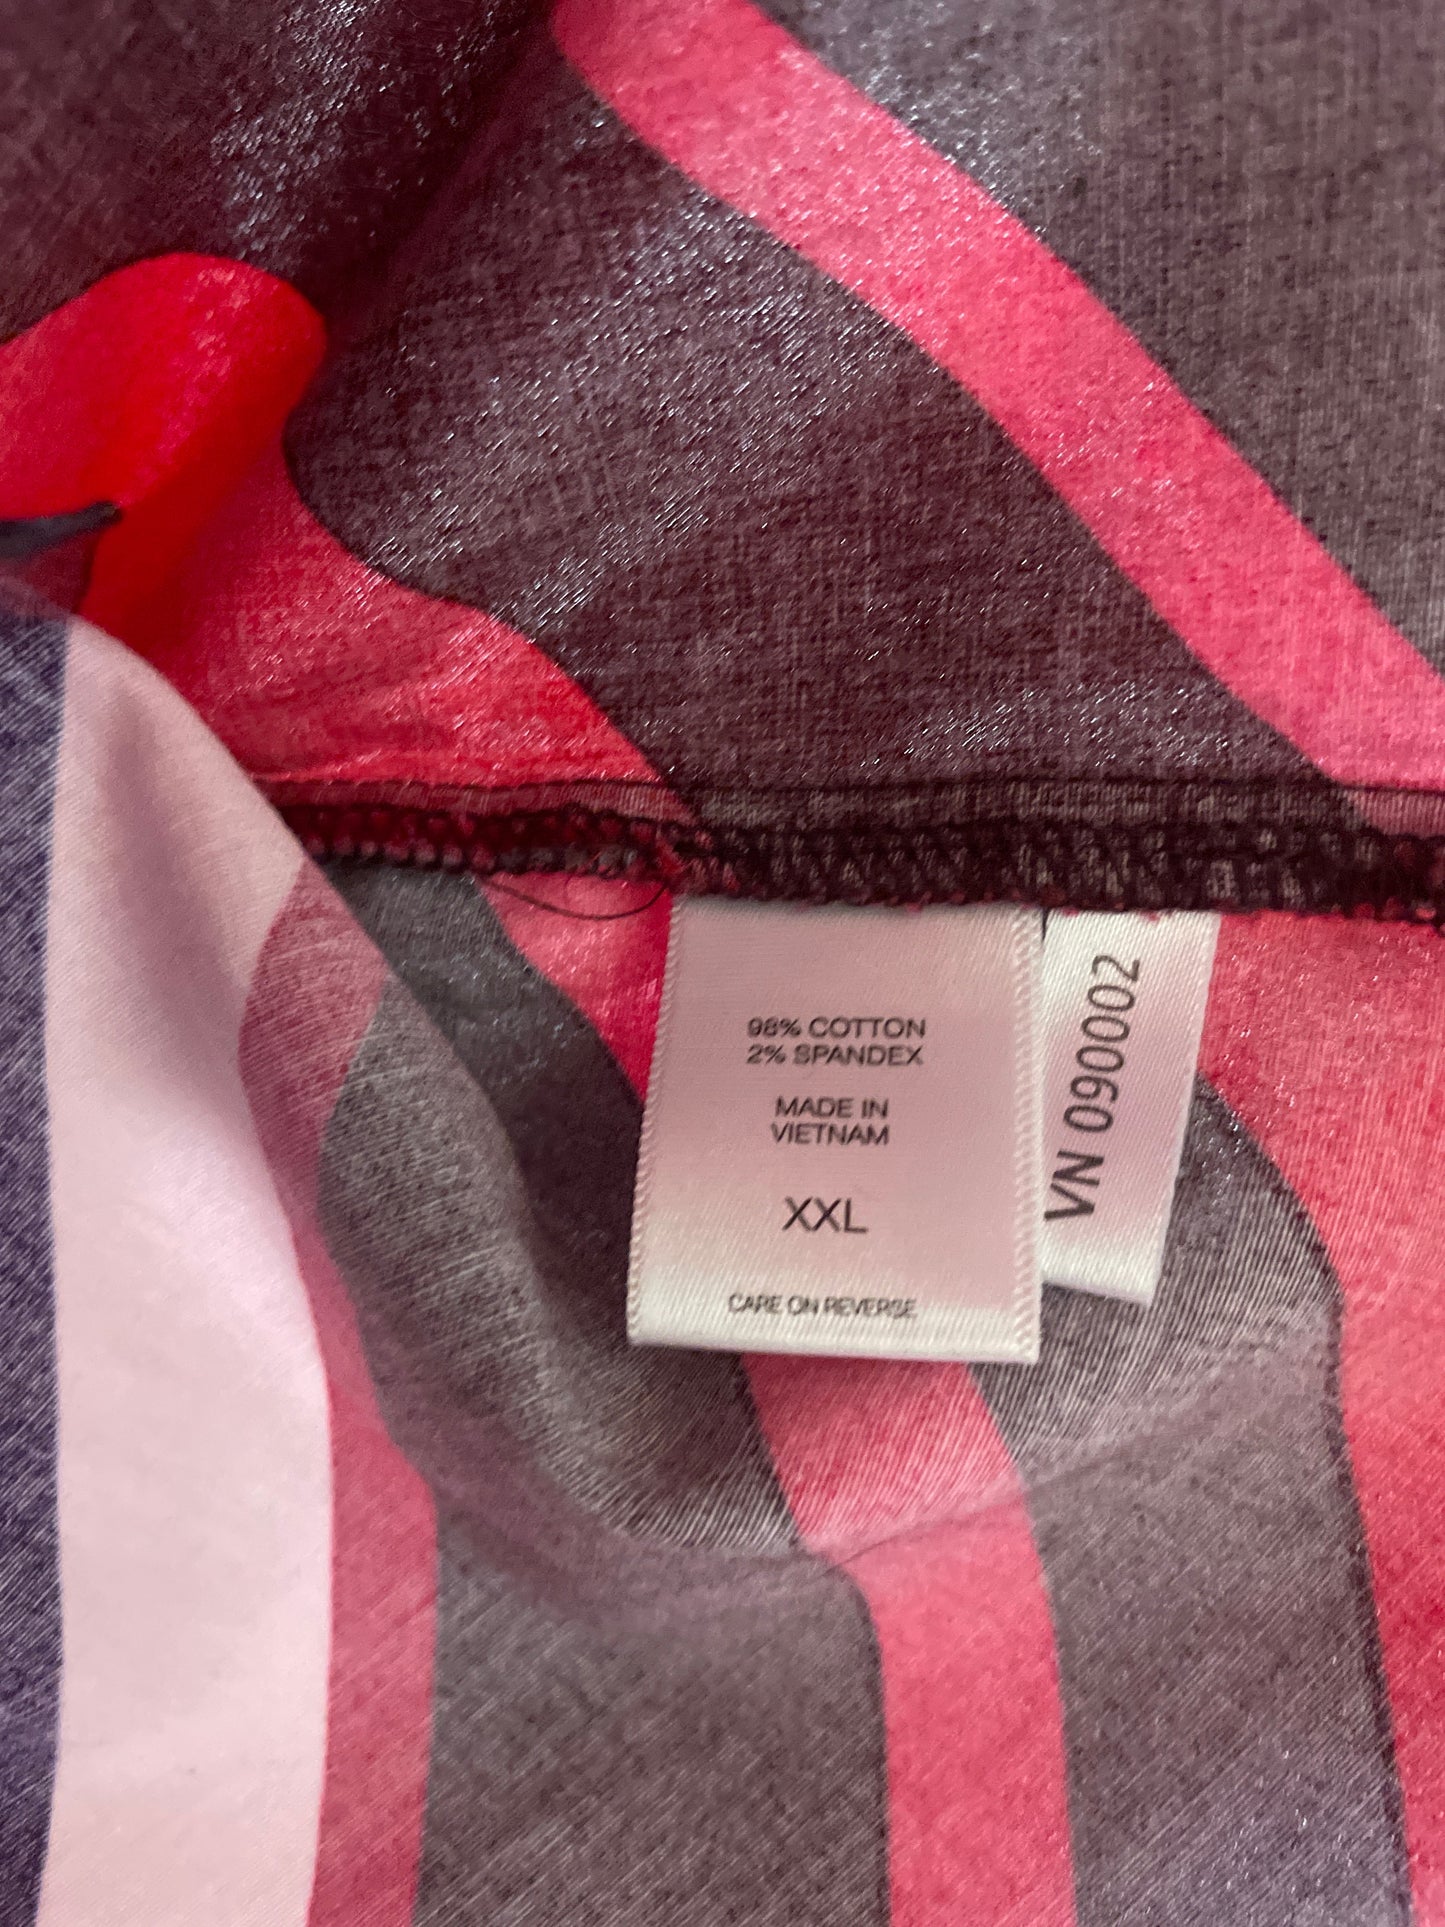 98% COTTON
2% SPANDEX
MADE IN
VIETNAM
XXL
CARE ON REVERSE
VN 090002